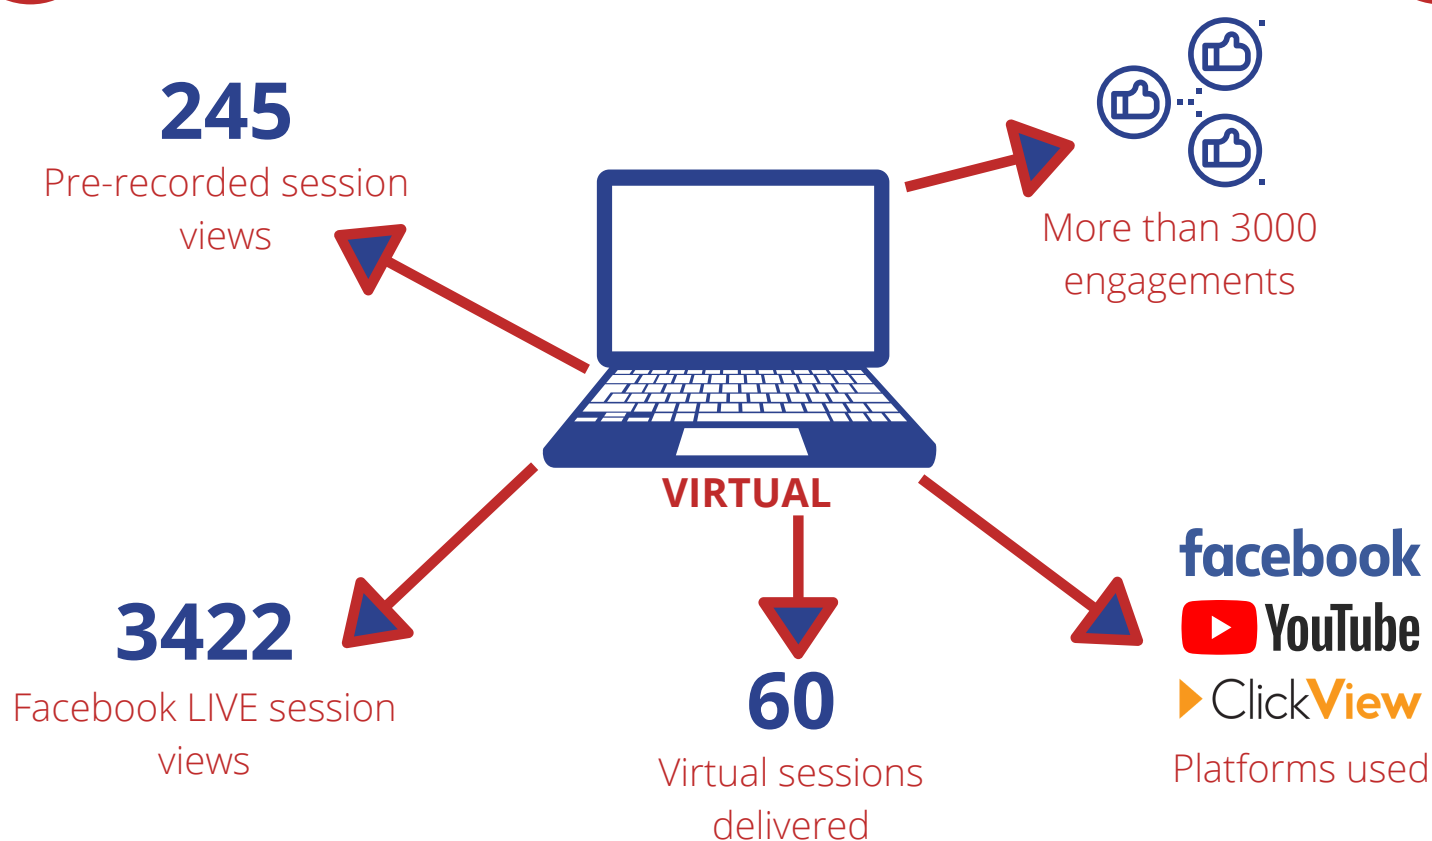 245
Pre-recorded session
views
More than 3000
engagements
VIRTUAL
3422
Facebook LIVE session
views
60
Virtual sessions
delivered
facebook
YouTube
ClickView
Platforms used